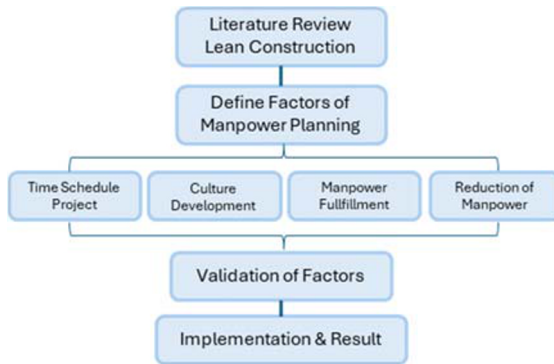 Literature Review
Lean Construction
Define Factors of
Manpower Planning
Time Schedule
Project
Culture
Development
Manpower
Fullfillment
Reduction of
Manpower
Validation of Factors
Implementation & Result